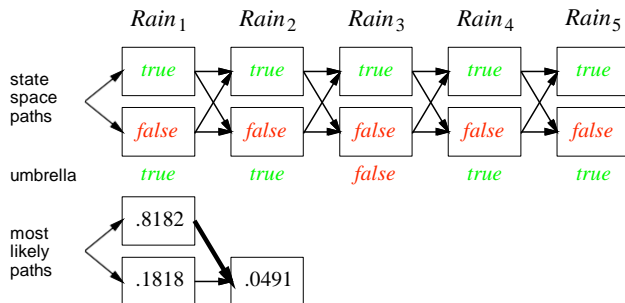 Rain1 Rain2 Rain3 Rain4 Rain5
state space paths
true true true true true
false false false false false
umbrella true true false true true
most likely paths
.8182
.1818 .0491